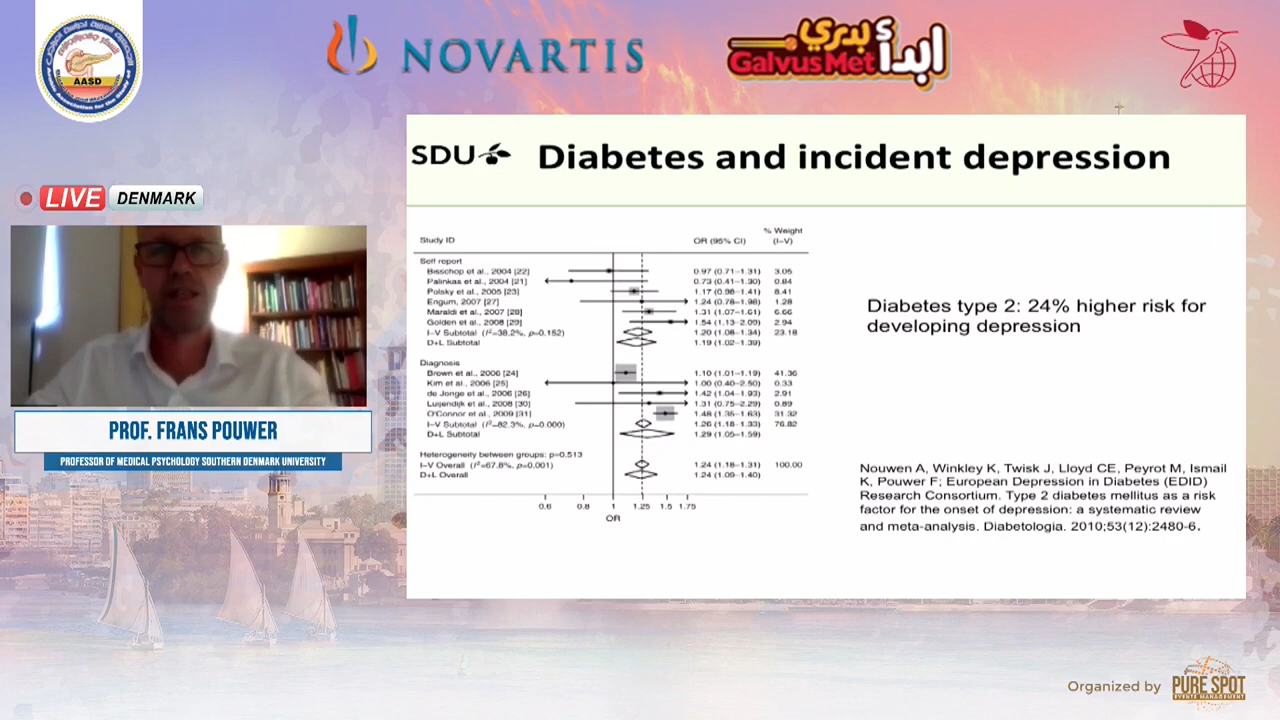 AASD
Arabic Association for the Study of
NOVARTIS
ابدأ بدري
GalvusMet
SDU
Diabetes and incident depression
LIVE
DENMARK
PROF. FRANS POUWER
PROFESSOR OF MEDICAL PSYCHOLOGY SOUTHERN DENMARK UNIVERSITY
Study ID OR (95% CI) % Weight (I–V)
Self report
Bisschop et al., 2004 [22] 0.97 (0.71–1.31) 3.05
Palinkas et al., 2004 [21] 0.73 (0.41–1.30) 0.84
Polsky et al., 2005 [23] 1.17 (0.98–1.41) 8.41
Engum, 2007 [27] 1.24 (0.78–1.98) 1.28
Maraldi et al., 2007 [28] 1.31 (1.07–1.61) 6.66
Golden et al., 2008 [29] 1.54 (1.13–2.09) 2.94
I–V Subtotal (I²=38.2%, p=0.152) 1.20 (1.08–1.34) 23.18
D+L Subtotal 1.19 (1.02–1.39)
Diagnosis
Brown et al., 2006 [24] 1.10 (1.01–1.19) 41.36
Kim et al., 2006 [25] 1.00 (0.40–2.50) 0.33
de Jonge et al., 2006 [26] 1.42 (1.04–1.93) 2.91
Luijendijk et al., 2008 [30] 1.31 (0.75–2.29) 0.89
O'Connor et al., 2009 [31] 1.48 (1.35–1.63) 31.32
I–V Subtotal (I²=82.3%, p=0.000) 1.26 (1.18–1.33) 76.82
D+L Subtotal 1.29 (1.05–1.59)
Heterogeneity between groups: p=0.513
I–V Overall (I²=67.8%, p=0.001) 1.24 (1.18–1.31) 100.00
D+L Overall 1.24 (1.09–1.40)
0.6 0.8 1 1.25 1.5 1.75
OR
Diabetes type 2: 24% higher risk for
developing depression
Nouwen A, Winkley K, Twisk J, Lloyd CE, Peyrot M, Ismail
K, Pouwer F; European Depression in Diabetes (EDID)
Research Consortium. Type 2 diabetes mellitus as a risk
factor for the onset of depression: a systematic review
and meta-analysis. Diabetologia. 2010;53(12):2480-6.
Organized by
PURE SPOT
EVENTS MANAGEMENT